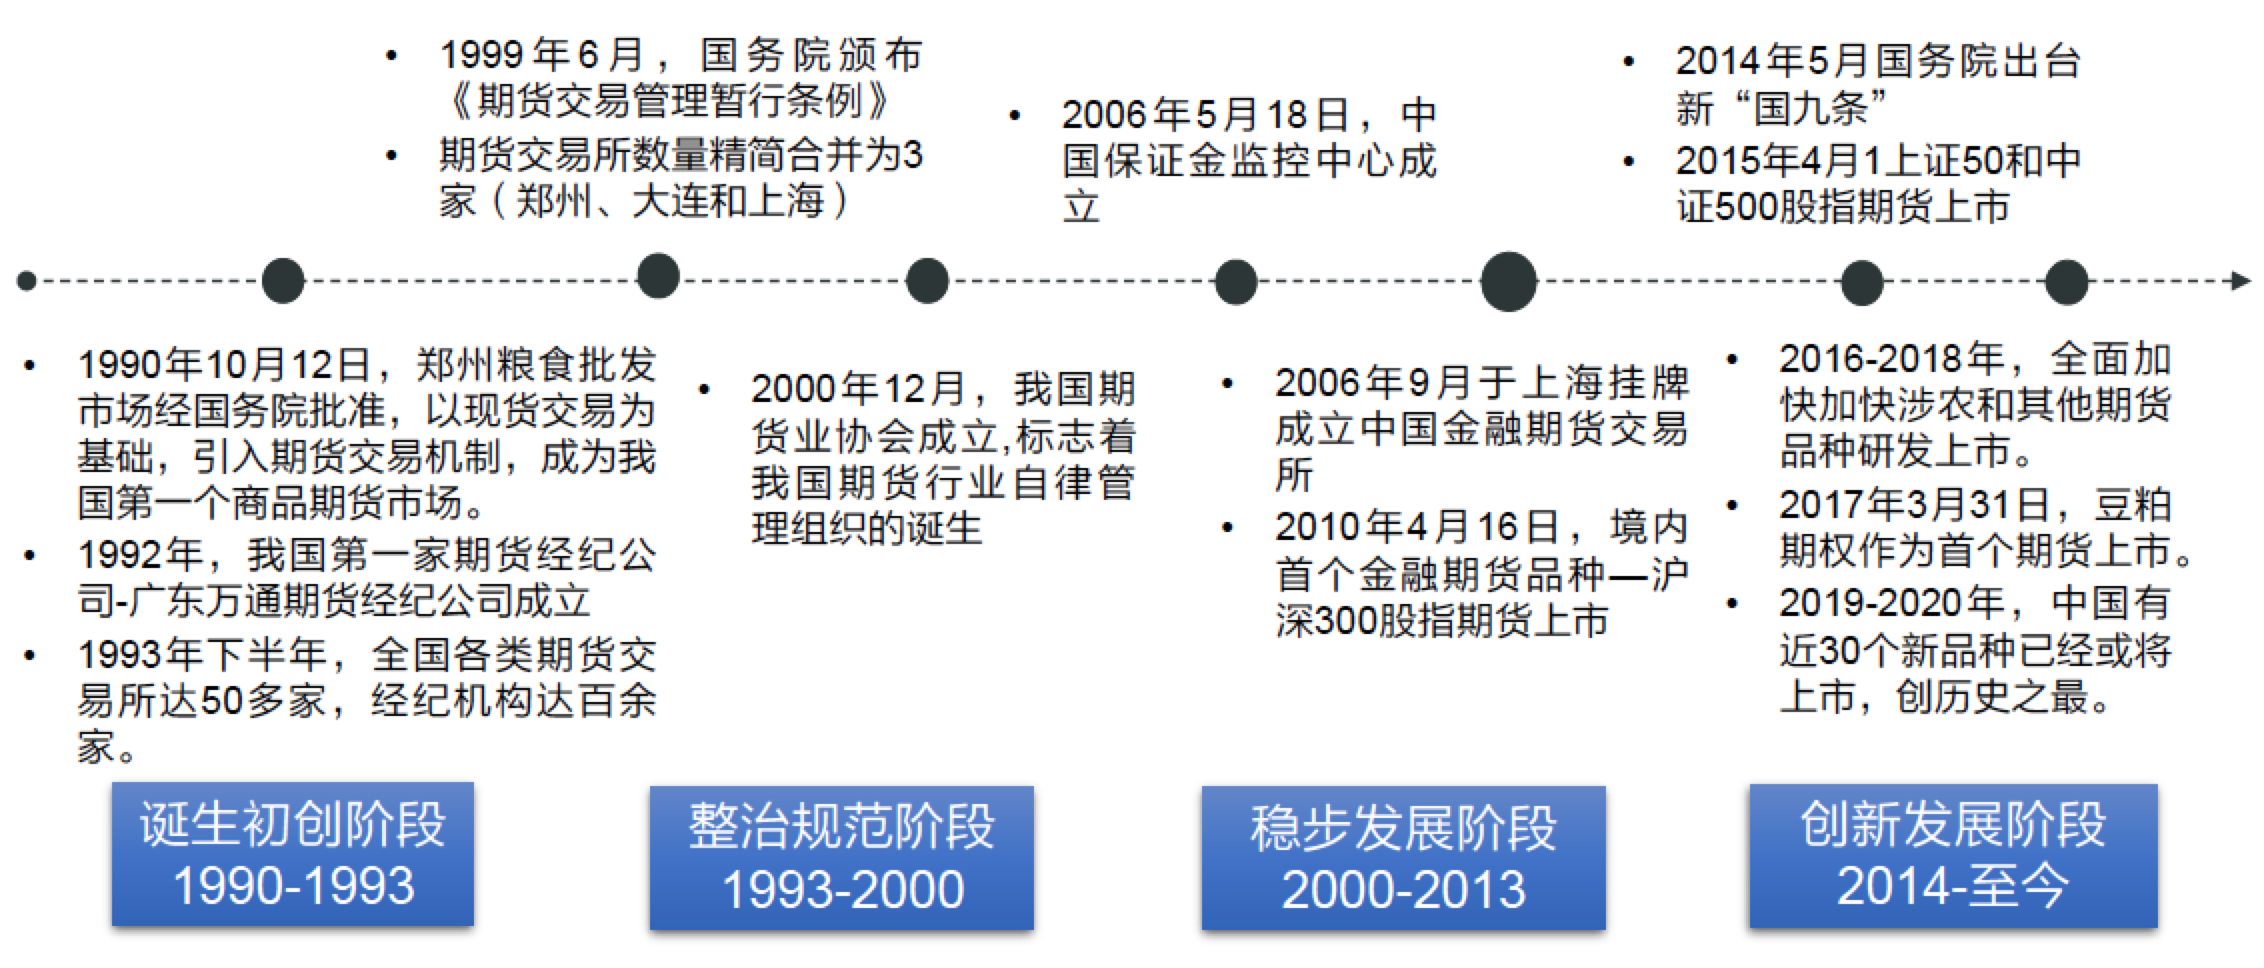 • 1999年6月，国务院颁布
《期货交易管理暂行条例》
• 期货交易所数量精简合并为3
家（郑州、大连和上海）
• 2006年5月18日，中
国保证金监控中心成
立
• 2014年5月国务院出台
新“国九条”
• 2015年4月1上证50和中
证500股指期货上市
• 1990年10月12日，郑州粮食批发
市场经国务院批准，以现货交易为
基础，引入期货交易机制，成为我
国第一个商品期货市场。
• 1992年，我国第一家期货经纪公
司-广东万通期货经纪公司成立
• 1993年下半年，全国各类期货交
易所达50多家，经纪机构达百余
家。
• 2000年12月，我国期
货业协会成立,标志着
我国期货行业自律管
理组织的诞生
• 2006年9月于上海挂牌
成立中国金融期货交易
所
• 2010年4月16日，境内
首个金融期货品种—沪
深300股指期货上市
• 2016-2018年，全面加
快加快涉农和其他期货
品种研发上市。
• 2017年3月31日，豆粕
期权作为首个期货上市。
• 2019-2020年，中国有
近30个新品种已经或将
上市，创历史之最。
诞生初创阶段
1990-1993
整治规范阶段
1993-2000
稳步发展阶段
2000-2013
创新发展阶段
2014-至今